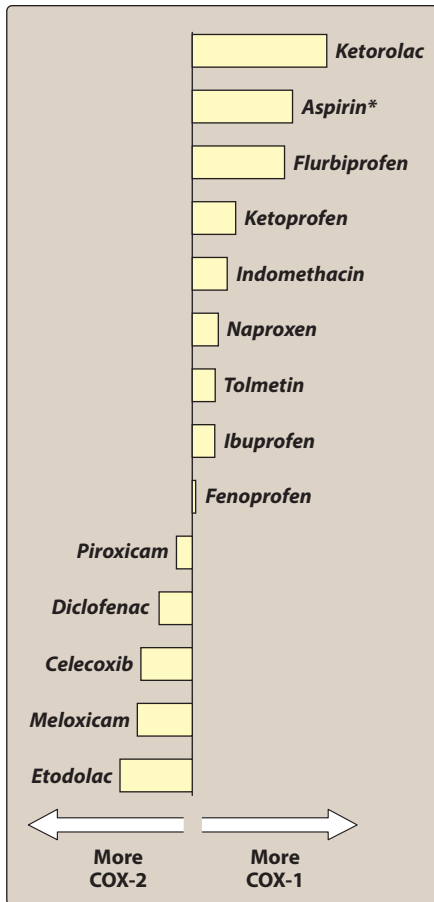 Ketorolac
Aspirin*
Flurbiprofen
Ketoprofen
Indomethacin
Naproxen
Tolmetin
Ibuprofen
Fenoprofen
Piroxicam
Diclofenac
Celecoxib
Meloxicam
Etodolac
More
COX-2
More
COX-1